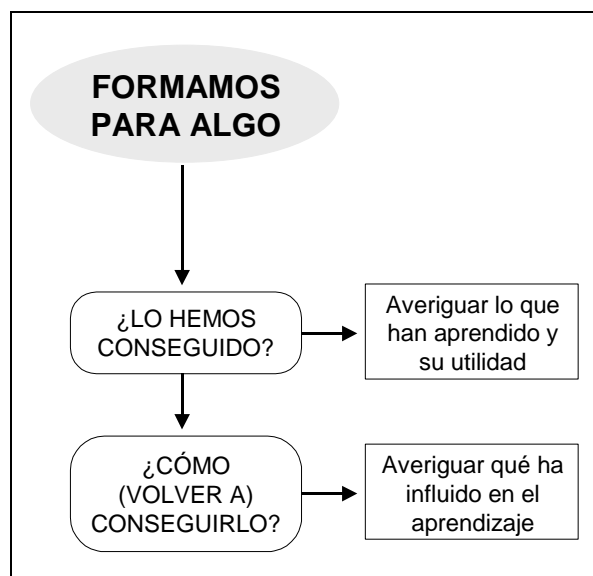 FORMAMOS
PARA ALGO
¿LO HEMOS
CONSEGUIDO?
Averiguar lo que
han aprendido y
su utilidad
¿CÓMO
(VOLVER A)
CONSEGUIRLO?
Averiguar qué ha
influido en el
aprendizaje